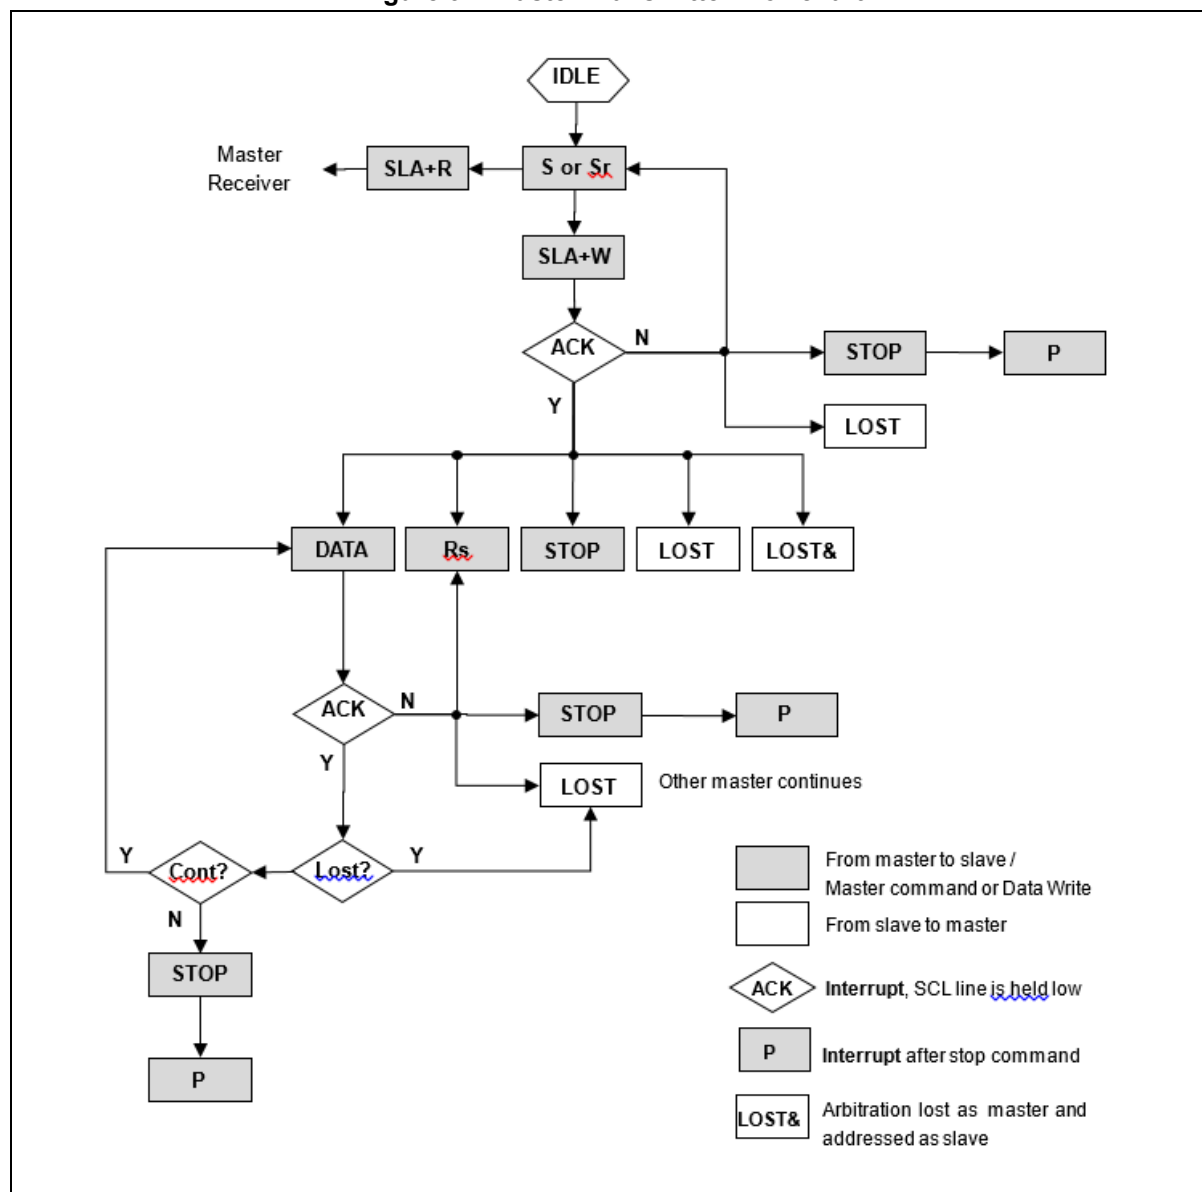 IDLE
Master
Receiver
SLA+R
S or Sr
SLA+W
ACK
N
STOP
P
Y
LOST
DATA
Rs
STOP
LOST
LOST&
ACK
N
STOP
P
Y
LOST
Other master continues
Y
Cont?
Lost?
Y
N
STOP
P
From master to slave /
Master command or Data Write
From slave to master
ACK
Interrupt, SCL line is held low
P
Interrupt after stop command
LOST&
Arbitration lost as master and
addressed as slave